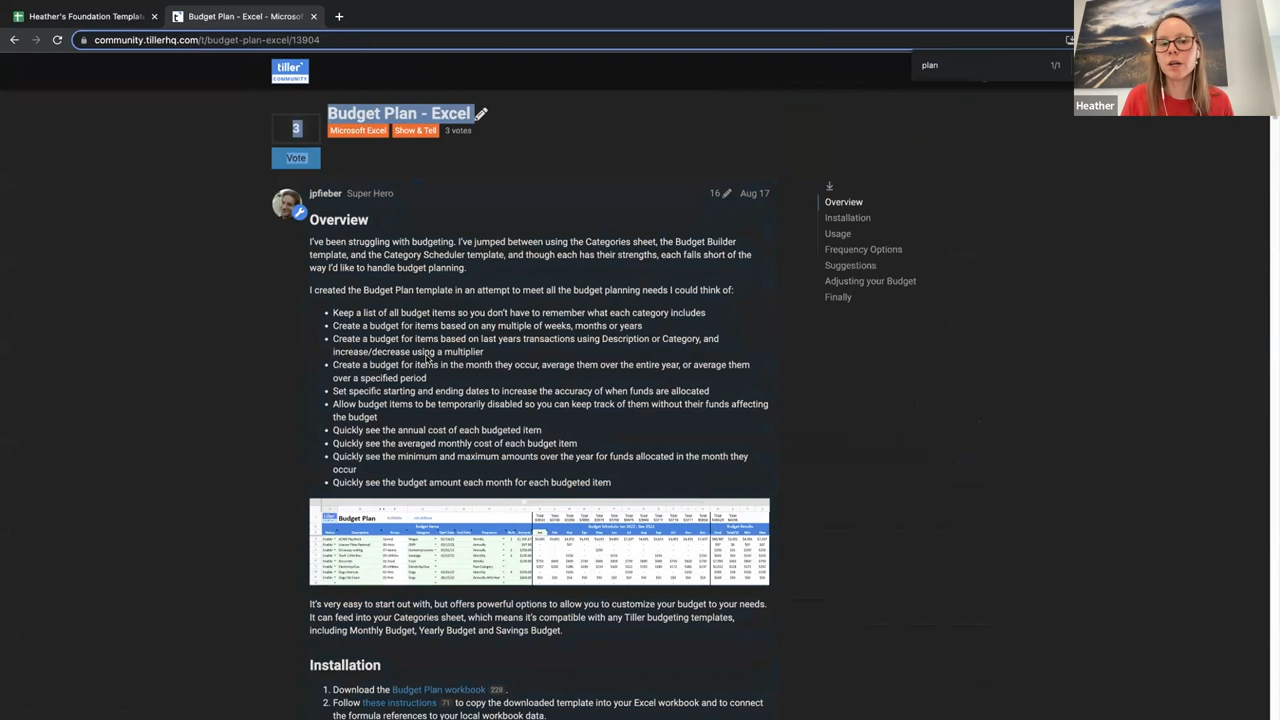 Heather's Foundation Templat
Budget Plan - Excel - Microsof
community.tillerhq.com/t/budget-plan-excel/13904
plan
1/1
Heather
tiller
COMMUNITY
3
Vote
Budget Plan - Excel
Microsoft Excel
Show & Tell
3 votes
jpfieber Super Hero
16
Aug 17
Overview
I've been struggling with budgeting. I've jumped between using the Categories sheet, the Budget Builder
template, and the Category Scheduler template, and though each has their strengths, each falls short of the
way I'd like to handle budget planning.
I created the Budget Plan template in an attempt to meet all the budget planning needs I could think of:
• Keep a list of all budget items so you don't have to remember what each category includes
• Create a budget for items based on any multiple of weeks, months or years
• Create a budget for items based on last years transactions using Description or Category, and
increase/decrease using a multiplier
• Create a budget for items in the month they occur, average them over the entire year, or average them
over a specified period
• Set specific starting and ending dates to increase the accuracy of when funds are allocated
• Allow budget items to be temporarily disabled so you can keep track of them without their funds affecting
the budget
• Quickly see the annual cost of each budgeted item
• Quickly see the averaged monthly cost of each budget item
• Quickly see the minimum and maximum amounts over the year for funds allocated in the month they
occur
• Quickly see the budget amount each month for each budgeted item
Overview
Installation
Usage
Frequency Options
Suggestions
Adjusting your Budget
Finally
tiller
Budget Plan
It's very easy to start out with, but offers powerful options to allow you to customize your budget to your needs.
It can feed into your Categories sheet, which means it's compatible with any Tiller budgeting templates,
including Monthly Budget, Yearly Budget and Savings Budget.
Installation
1. Download the Budget Plan workbook 228 .
2. Follow these instructions 71 to copy the downloaded template into your Excel workbook and to connect
the formula references to your local workbook data.